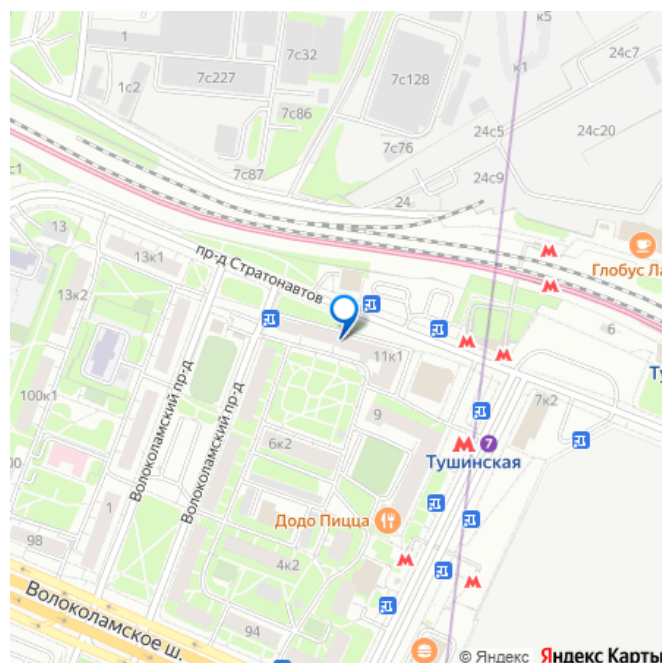 к5
1
7с32
24с7
к1
7с227
7с128
1с2
7с86
24с5
24с20
7с76
7с87
24с9
с1
24
13
пр-д Стратонавтов
13к1
Глобус Ла
13к2
6
11к1
Ту
100к1
Волоколамский пр-д
Волоколамский пр-д
7к2
9
7
6к2
Тушинская
00
1
Додо Пицца
98
4к2
Волоколамское ш.
94
© Яндекс Яндекс Карты